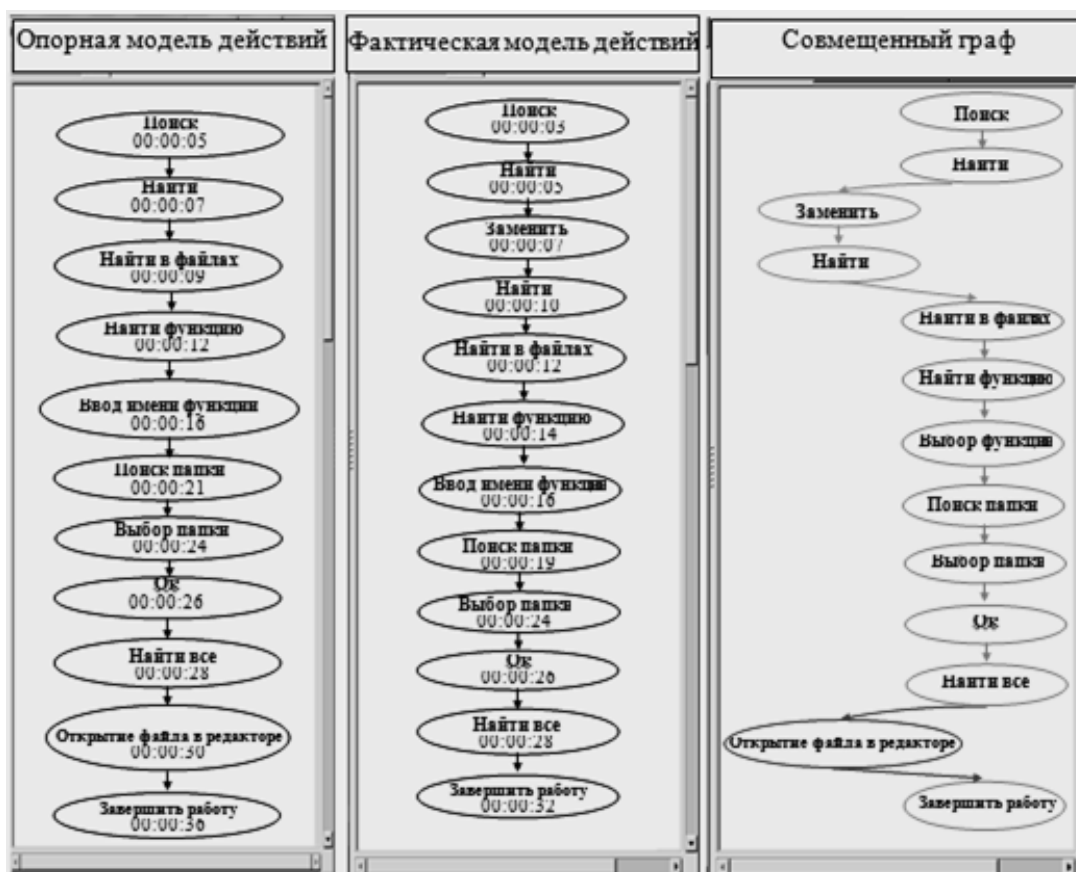 Опорная модель действий
Поиск
00:00:05
Найти
00:00:07
Найти в файлах
00:00:09
Найти функцию
00:00:12
Ввод имени функции
00:00:16
Поиск папки
00:00:21
Выбор папки
00:00:24
Ок
00:00:26
Найти все
00:00:28
Открытие файла в редакторе
00:00:30
Завершить работу
00:00:36
Фактическая модель действий
Поиск
00:00:03
Найти
00:00:05
Заменить
00:00:07
Найти
00:00:10
Найти в файлах
00:00:12
Найти функцию
00:00:14
Ввод имени функции
00:00:16
Поиск папки
00:00:19
Выбор папки
00:00:24
Ок
00:00:26
Найти все
00:00:28
Завершить работу
00:00:32
Совмещенный граф
Поиск
Найти
Заменить
Найти
Найти в файлах
Найти функцию
Выбор функции
Поиск папки
Выбор папки
Ок
Найти все
Открытие файла в редакторе
Завершить работу